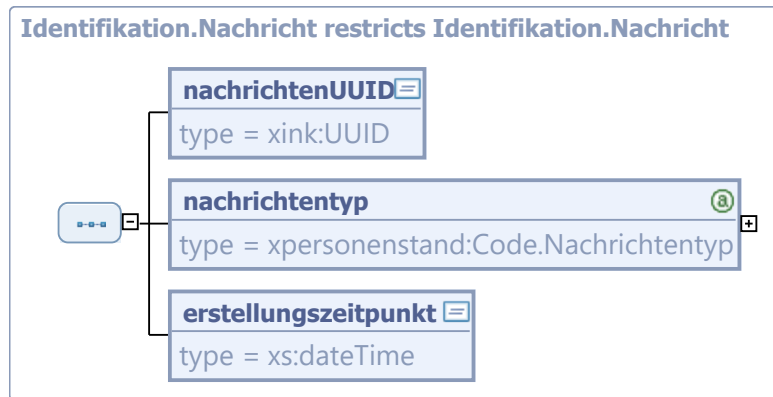 Identifikation.Nachricht restricts Identifikation.Nachricht
nachrichtenUUID
type = xink:UUID
nachrichtentyp
type = xpersonenstand:Code.Nachrichtentyp
erstellungszeitpunkt
type = xs:dateTime